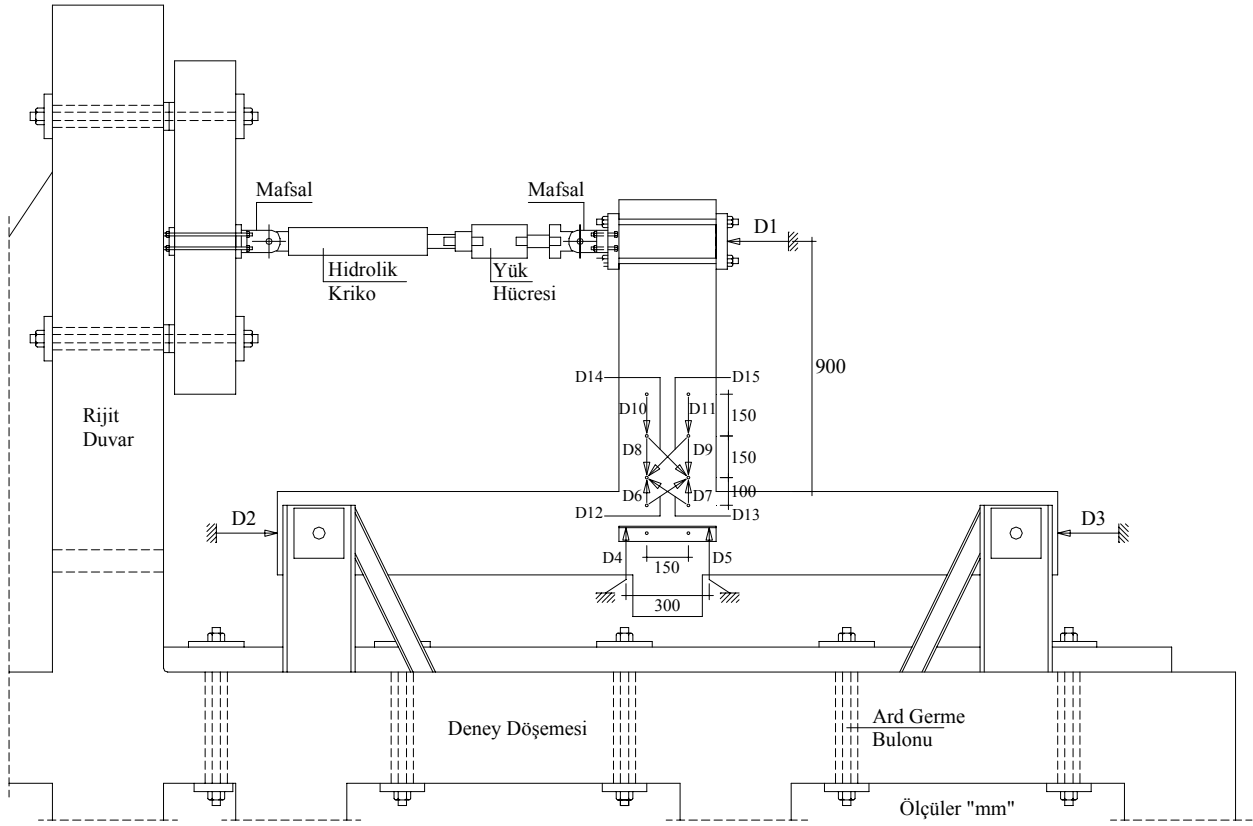 Mafsal
Mafsal
D1
Hidrolik
Kriko
Yük
Hücresi
900
D14
D15
D10
D11
150
Rijit
Duvar
D8
D9
150
D6
D7
100
D12
D13
D2
D3
D4
D5
150
300
Deney Döşemesi
Ard Germe
Bulonu
Ölçüler "mm"